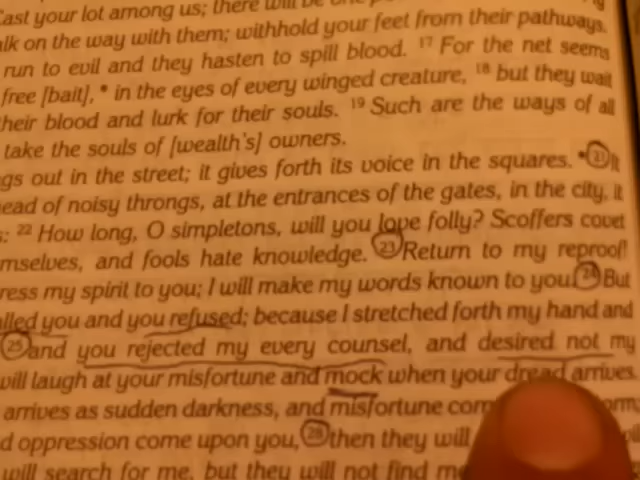 Cast your lot among us; there will be one
alk on the way with them; withhold your feet from their pathways.
run to evil and they hasten to spill blood. 17 For the net seems
free [bait],* in the eyes of every winged creature, 18 but they wait
their blood and lurk for their souls. 19 Such are the ways of all
take the souls of [wealth's] owners.
gs out in the street; it gives forth its voice in the squares. *21 It
ead of noisy throngs, at the entrances of the gates, in the city, it
s: 22 How long, O simpletons, will you love folly? Scoffers covet
mselves, and fools hate knowledge. 23 Return to my reproof!
ress my spirit to you; I will make my words known to you. 24 But
alled you and you refused; because I stretched forth my hand and
25 and you rejected my every counsel, and desired not my
will laugh at your misfortune and mock when your dread arrives.
arrives as sudden darkness, and misfortune com orm;
d oppression come upon you, 28 then they will
will search for me, but they will not find me